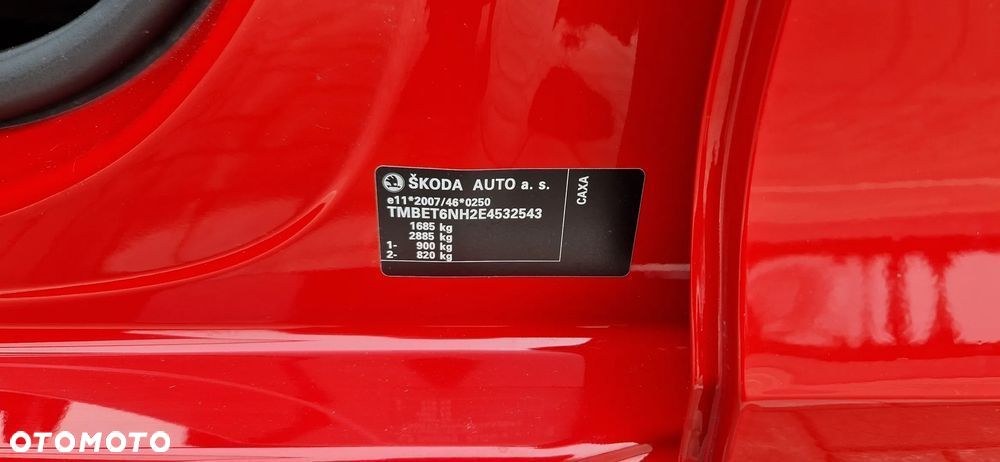 ŠKODA AUTO a. s.
e11*2007/46*0250
TMBET6NH2E4532543
1685 kg
2885 kg
1- 900 kg
2- 820 kg
CAXA
OTOMOTO